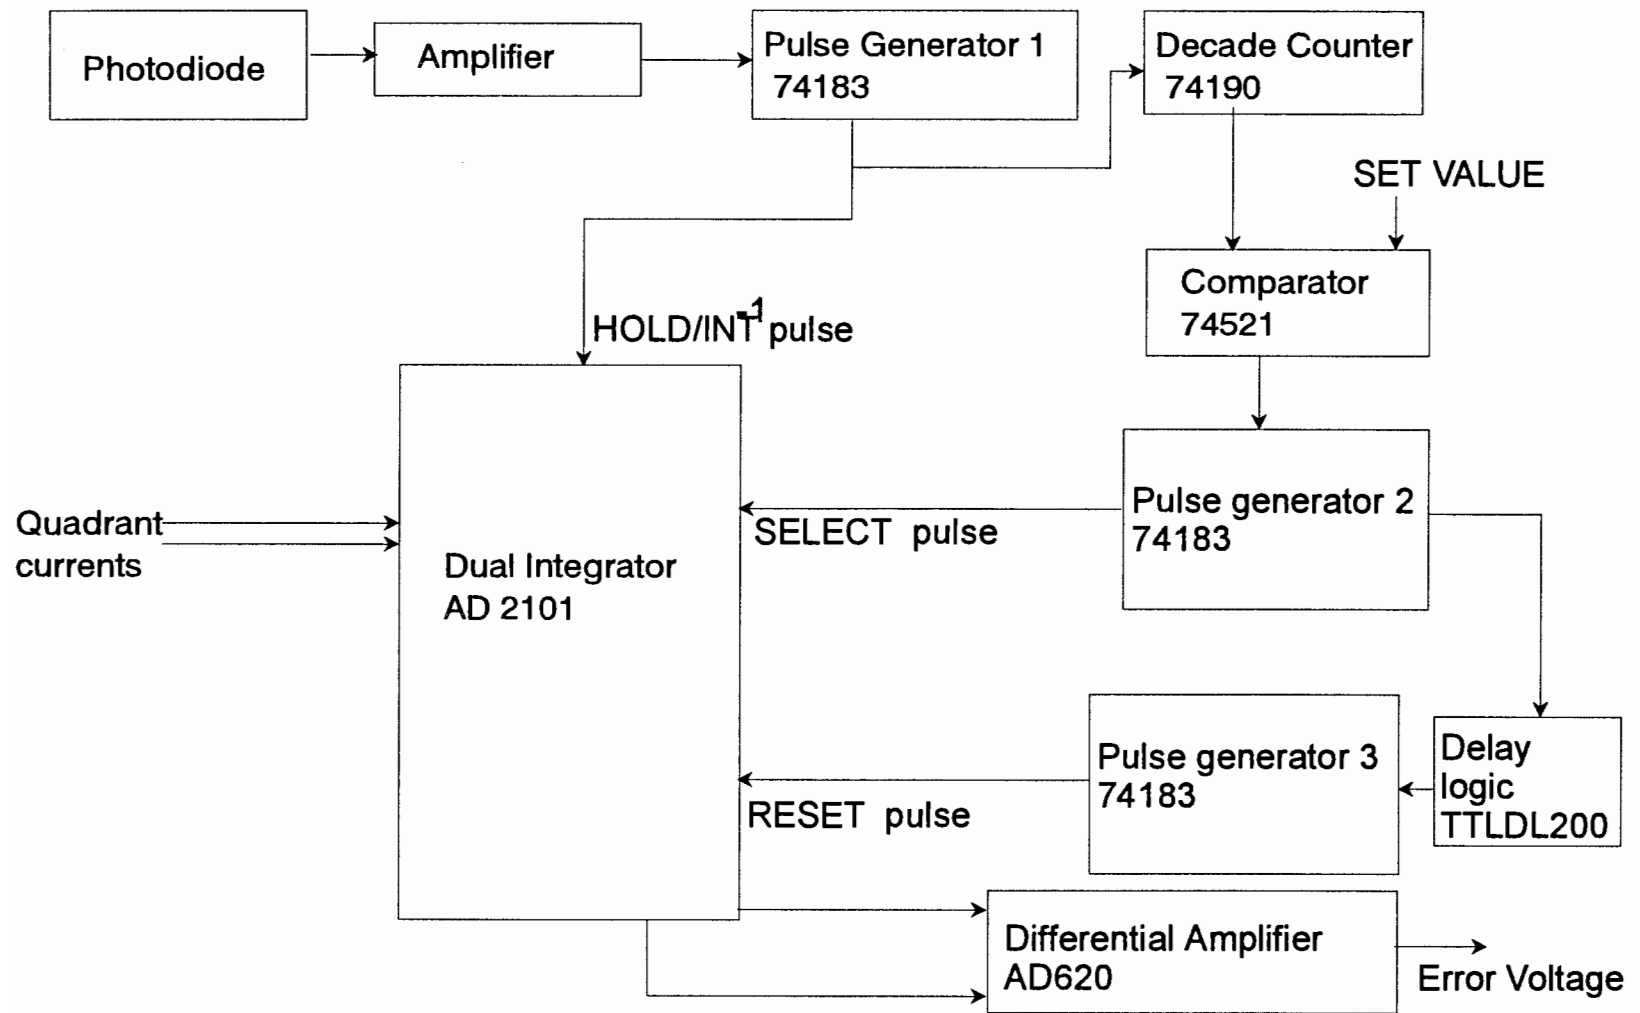 Photodiode
Amplifier
Pulse Generator 1
74183
Decade Counter
74190
SET VALUE
Comparator
74521
HOLD/INT-1 pulse
Quadrant
currents
Dual Integrator
AD 2101
SELECT pulse
Pulse generator 2
74183
RESET pulse
Pulse generator 3
74183
Delay
logic
TTLDL200
Differential Amplifier
AD620
Error Voltage